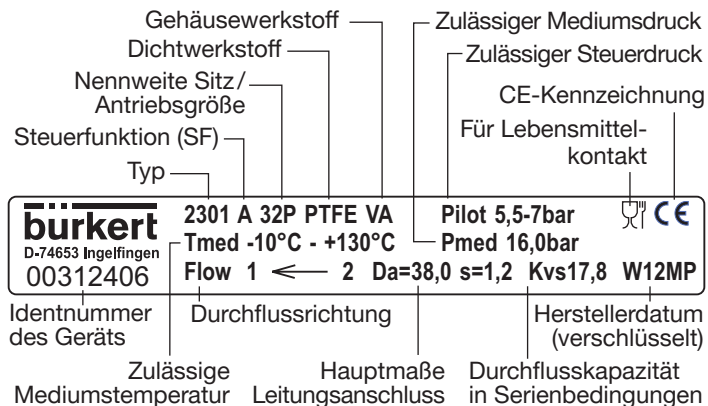 Gehäusewerkstoff
Zulässiger Mediumsdruck
Dichtwerkstoff
Zulässiger Steuerdruck
Nennweite Sitz/
Antriebsgröße
CE-Kennzeichnung
Steuerfunktion (SF)
Für Lebensmittel-
kontakt
Typ
bürkert
D-74653 Ingelfingen
00312406
2301 A 32P PTFE VA Pilot 5,5-7bar CE
Tmed -10°C - +130°C Pmed 16,0bar
Flow 1 ← 2 Da=38,0 s=1,2 Kvs17,8 W12MP
Identnummer
des Geräts
Durchflussrichtung
Herstellerdatum
(verschlüsselt)
Zulässige
Mediumstemperatur
Hauptmaße
Leitungsanschluss
Durchflusskapazität
in Serienbedingungen